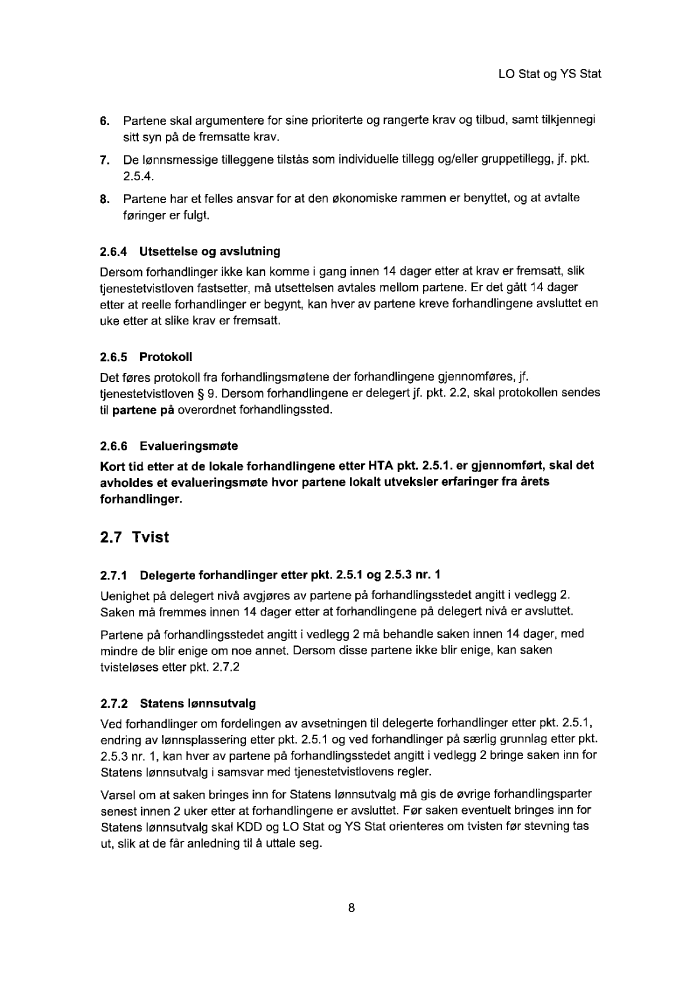 LO Stat og YS Stat
6. Partene skal argumentere for sine prioriterte og rangerte krav og tilbud, samt tilkjennegi
sitt syn på de fremsatte krav.
7. De lønnsmessige tilleggene tilstås som individuelle tillegg og/eller gruppetillegg, jf. pkt.
2.5.4.
8. Partene har et felles ansvar for at den økonomiske rammen er benyttet, og at avtalte
føringer er fulgt.
2.6.4 Utsettelse og avslutning
Dersom forhandlinger ikke kan komme i gang innen 14 dager etter at krav er fremsatt, slik
tjenestetvistloven fastsetter, må utsettelsen avtales mellom partene. Er det gått 14 dager
etter at reelle forhandlinger er begynt, kan hver av partene kreve forhandlingene avsluttet en
uke etter at slike krav er fremsatt.
2.6.5 Protokoll
Det føres protokoll fra forhandlingsmøtene der forhandlingene gjennomføres, jf.
tjenestetvistloven § 9. Dersom forhandlingene er delegert jf. pkt. 2.2, skal protokollen sendes
til partene på overordnet forhandlingssted.
2.6.6 Evalueringsmøte
Kort tid etter at de lokale forhandlingene etter HTA pkt. 2.5.1. er gjennomført, skal det
avholdes et evalueringsmøte hvor partene lokalt utveksler erfaringer fra årets
forhandlinger.
2.7 Tvist
2.7.1 Delegerte forhandlinger etter pkt. 2.5.1 og 2.5.3 nr. 1
Uenighet på delegert nivå avgjøres av partene på forhandlingsstedet angitt i vedlegg 2.
Saken må fremmes innen 14 dager etter at forhandlingene på delegert nivå er avsluttet.
Partene på forhandlingsstedet angitt i vedlegg 2 må behandle saken innen 14 dager, med
mindre de blir enige om noe annet. Dersom disse partene ikke blir enige, kan saken
tvisteløses etter pkt. 2.7.2
2.7.2 Statens lønnsutvalg
Ved forhandlinger om fordelingen av avsetningen til delegerte forhandlinger etter pkt. 2.5.1,
endring av lønnsplassering etter pkt. 2.5.1 og ved forhandlinger på særlig grunnlag etter pkt.
2.5.3 nr. 1, kan hver av partene på forhandlingsstedet angitt i vedlegg 2 bringe saken inn for
Statens lønnsutvalg i samsvar med tjenestetvistlovens regler.
Varsel om at saken bringes inn for Statens lønnsutvalg må gis de øvrige forhandlingsparter
senest innen 2 uker etter at forhandlingene er avsluttet. Før saken eventuelt bringes inn for
Statens lønnsutvalg skal KDD og LO Stat og YS Stat orienteres om tvisten før stevning tas
ut, slik at de får anledning til å uttale seg.
8